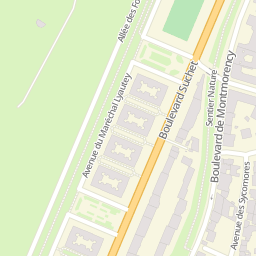 Allée des Fo
Boulevard Suchet
Sentier Nature
Boulevard de Montmorency
Avenue du Maréchal Lyautey
Avenue des Sycomores